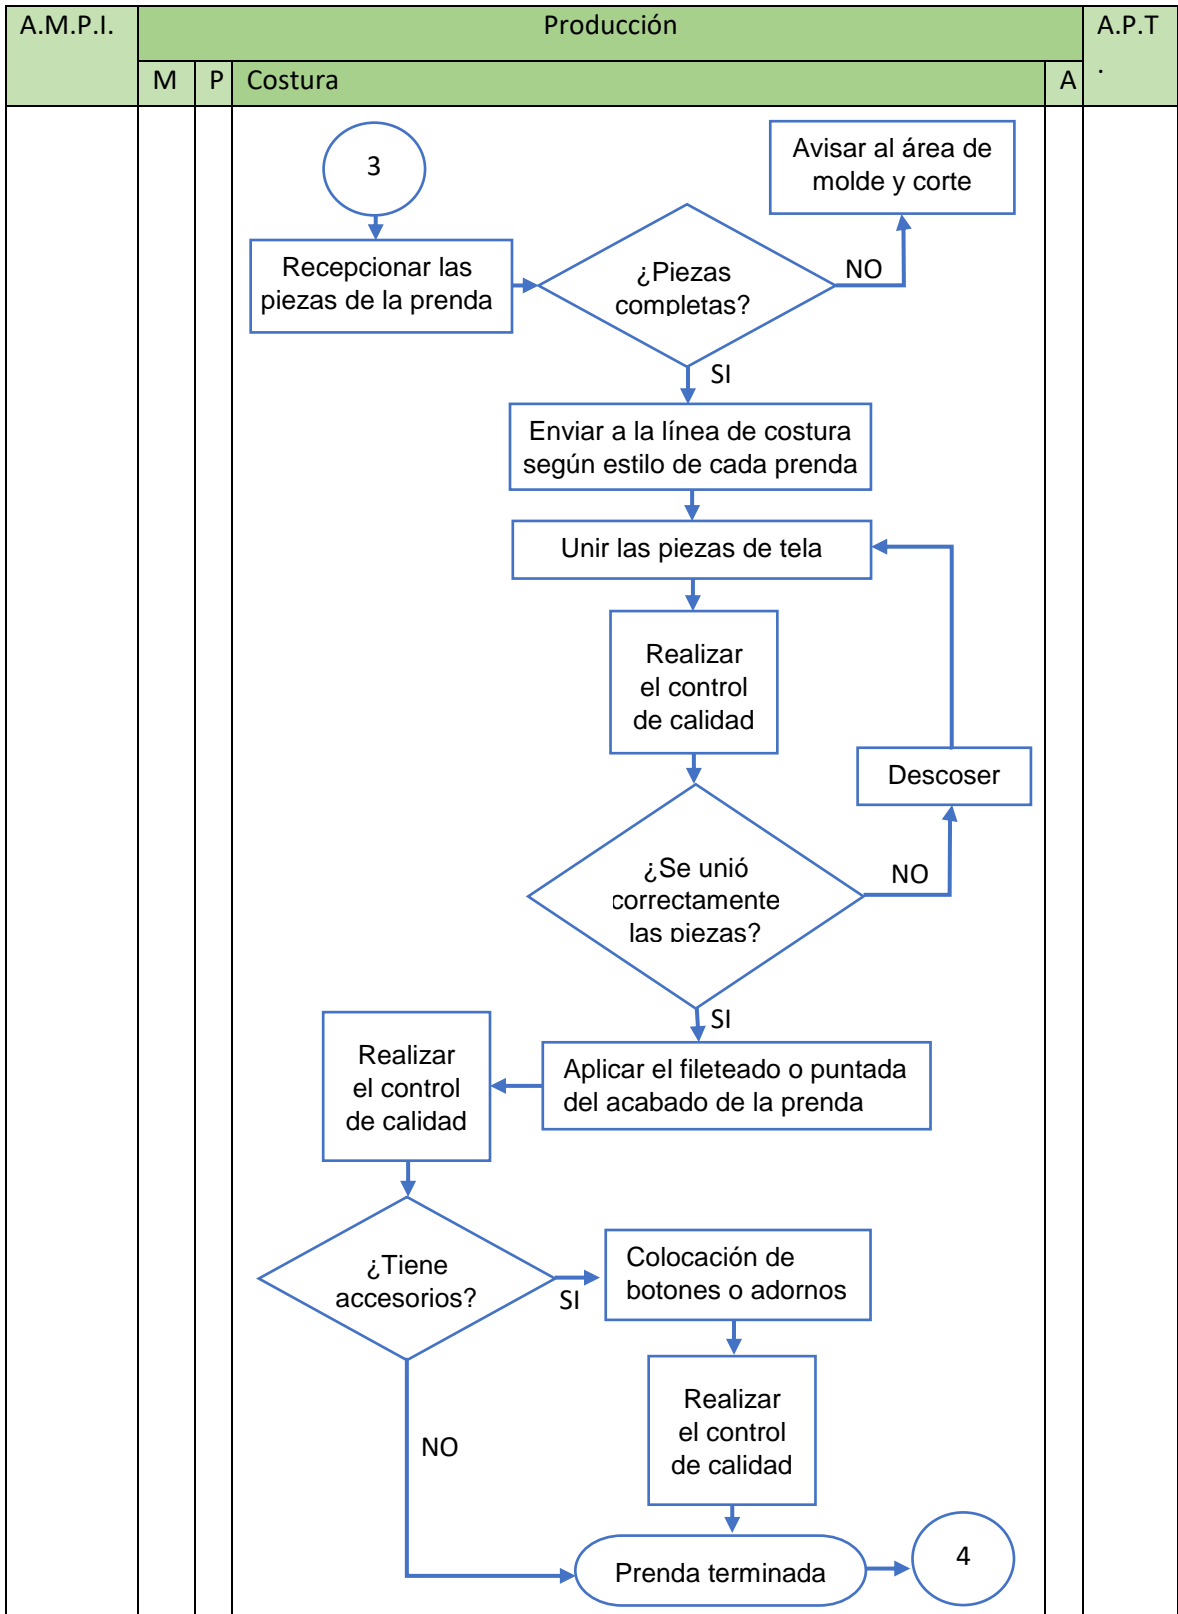 A.M.P.I.
Producción
A.P.T
.
M
P
Costura
A
3
Avisar al área de
molde y corte
Recepcionar las
piezas de la prenda
¿Piezas
completas?
NO
SI
Enviar a la línea de costura
según estilo de cada prenda
Unir las piezas de tela
Realizar
el control
de calidad
Descoser
¿Se unió
correctamente
las piezas?
NO
SI
Realizar
el control
de calidad
Aplicar el fileteado o puntada
del acabado de la prenda
¿Tiene
accesorios?
SI
Colocación de
botones o adornos
NO
Realizar
el control
de calidad
Prenda terminada
4